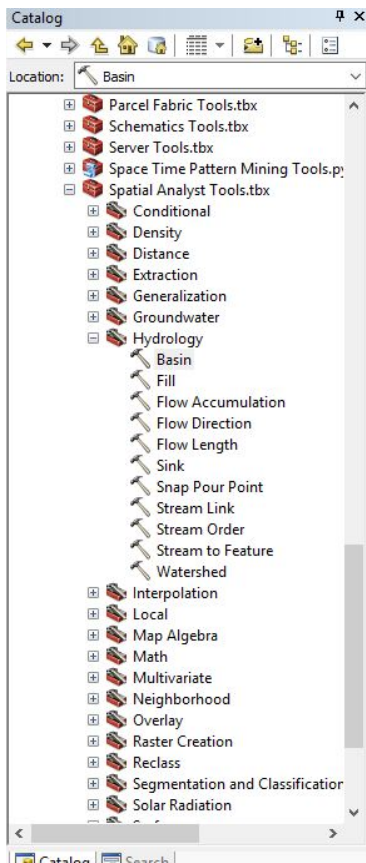 Catalog
Location: Basin
Parcel Fabric Tools.tbx
Schematics Tools.tbx
Server Tools.tbx
Space Time Pattern Mining Tools.py
Spatial Analyst Tools.tbx
Conditional
Density
Distance
Extraction
Generalization
Groundwater
Hydrology
Basin
Fill
Flow Accumulation
Flow Direction
Flow Length
Sink
Snap Pour Point
Stream Link
Stream Order
Stream to Feature
Watershed
Interpolation
Local
Map Algebra
Math
Multivariate
Neighborhood
Overlay
Raster Creation
Reclass
Segmentation and Classification
Solar Radiation
Catalog Search